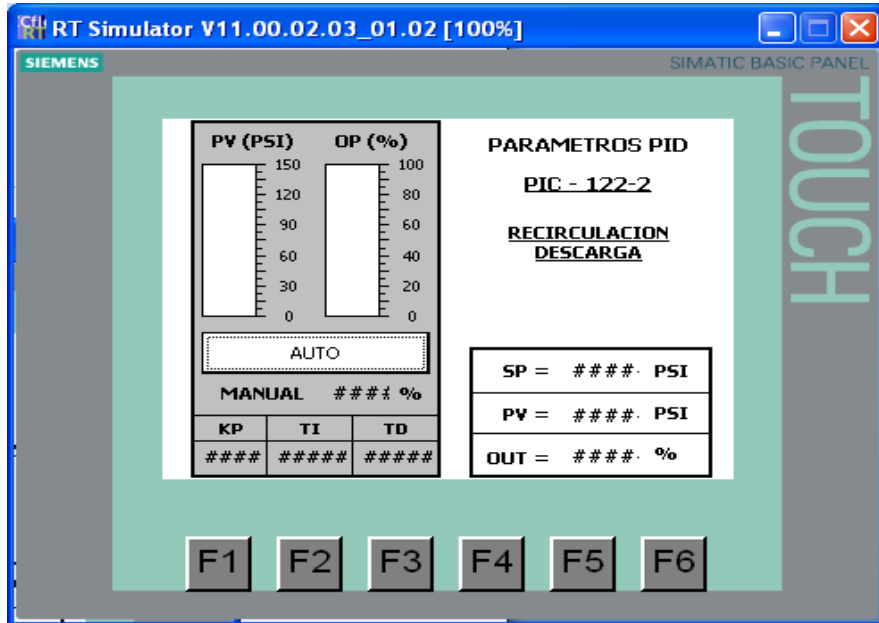 RT Simulator V11.00.02.03_01.02 [100%]
SIEMENS
SIMATIC BASIC PANEL
TOUCH
PV (PSI) OP (%)
150 100
120 80
90 60
60 40
30 20
0 0
AUTO
MANUAL %
KP TI TD
#### ##### #####
PARAMETROS PID
PIC - 122-2
RECIRCULACION
DESCARGA
SP = #### PSI
PV = #### PSI
OUT = #### %
F1 F2 F3 F4 F5 F6